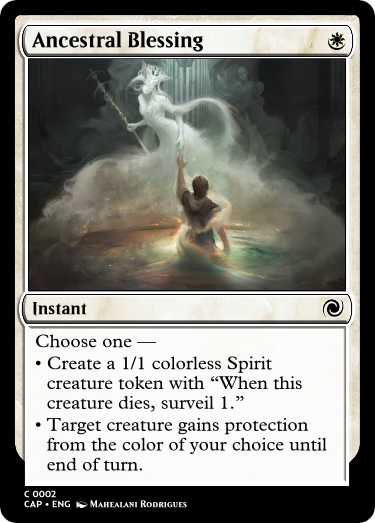 Ancestral Blessing
Instant
Choose one —
• Create a 1/1 colorless Spirit
creature token with “When this
creature dies, surveil 1.”
• Target creature gains protection
from the color of your choice until
end of turn.
C 0002
CAP • ENG Mahealani Rodrigues